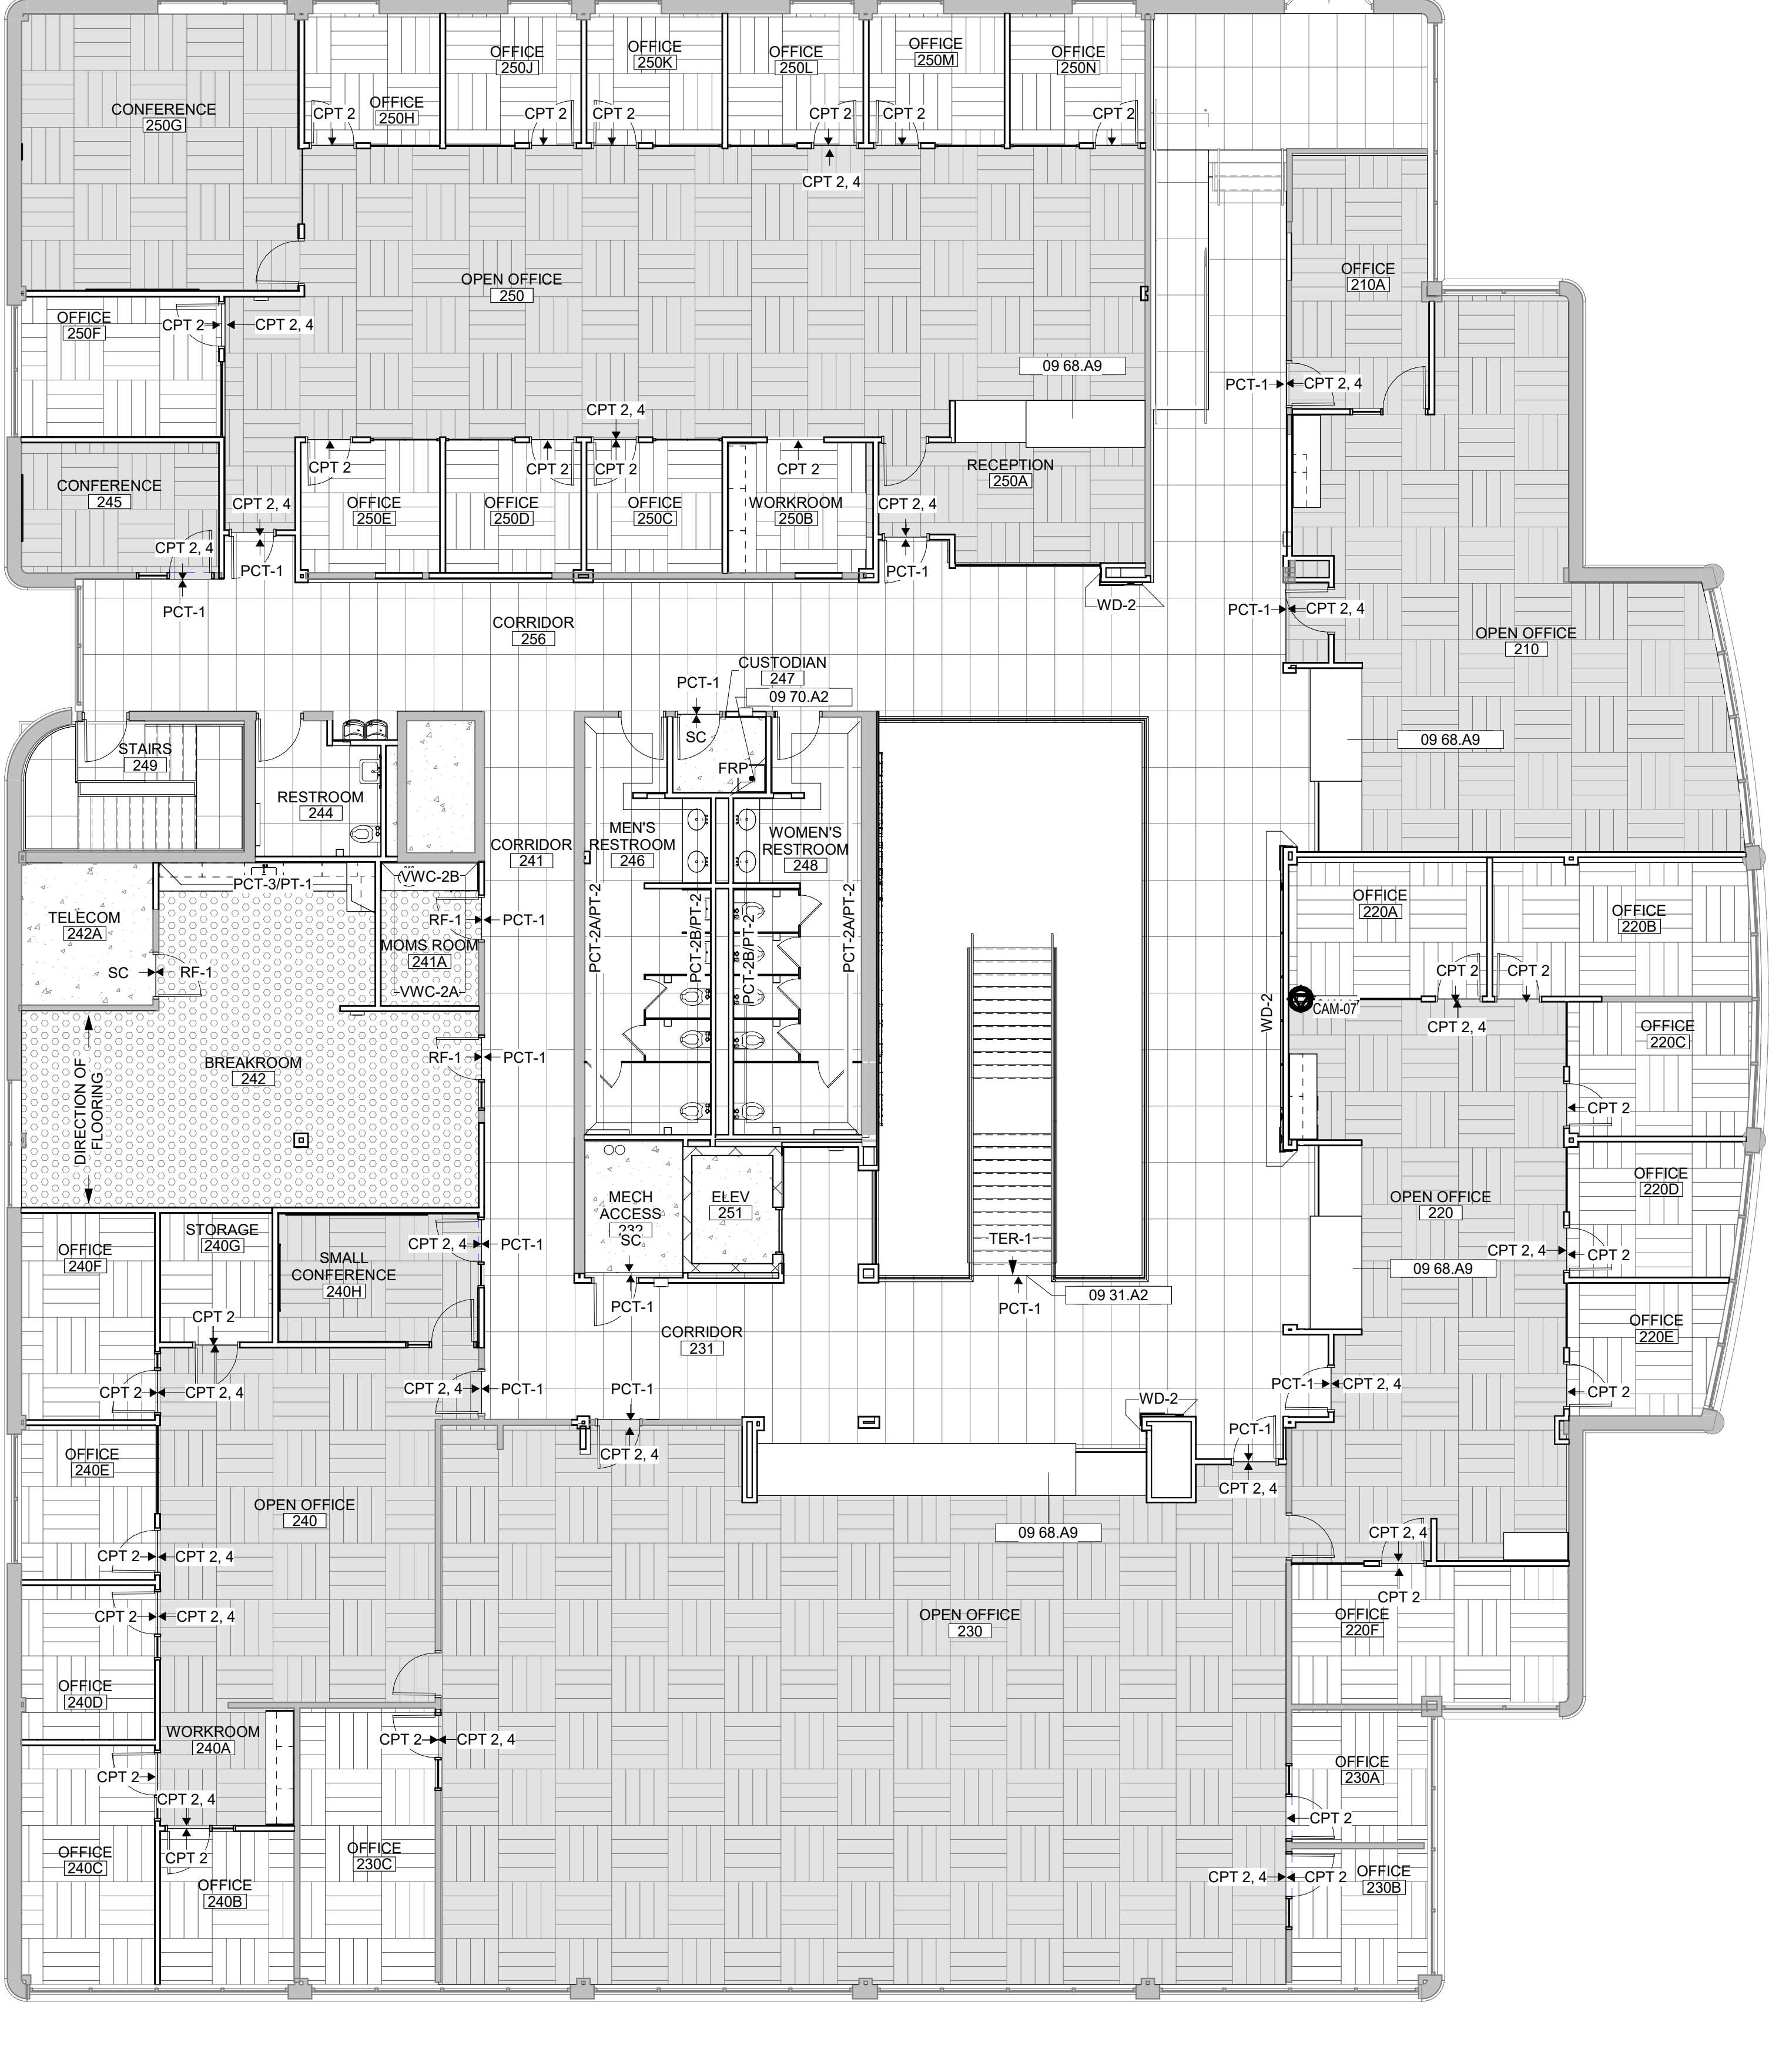 OFFICE
250J
OFFICE
250K
OFFICE
250L
OFFICE
250M
OFFICE
250N
CONFERENCE
250G
OFFICE
250H
CPT 2
CPT 2
CPT 2
CPT 2
CPT 2
CPT 2
CPT 2, 4
OPEN OFFICE
250
OFFICE
210A
OFFICE
250F
CPT 2
CPT 2, 4
09 68.A9
PCT-1
CPT 2, 4
CPT 2, 4
CONFERENCE
245
CPT 2
CPT 2
CPT 2
CPT 2
RECEPTION
250A
CPT 2, 4
OFFICE
250E
OFFICE
250D
OFFICE
250C
WORKROOM
250B
CPT 2, 4
CPT 2, 4
PCT-1
PCT-1
PCT-1
WD-2
PCT-1
CPT 2, 4
CORRIDOR
256
OPEN OFFICE
210
CUSTODIAN
247
09 70.A2
PCT-1
SC
FRP
09 68.A9
STAIRS
249
RESTROOM
244
CORRIDOR
241
MEN'S
RESTROOM
246
WOMEN'S
RESTROOM
248
PCT-3/PT-1
VWC-2B
TELECOM
242A
RF-1
PCT-1
MOMS ROOM
241A
VWC-2A
SC
RF-1
PCT-2A/PT-2
PCT-2B/PT-2
PCT-2B/PT-2
PCT-2A/PT-2
OFFICE
220A
OFFICE
220B
CPT 2
CPT 2
WD-2
CAM-07
CPT 2, 4
OFFICE
220C
DIRECTION OF
FLOORING
BREAKROOM
242
RF-1
PCT-1
CPT 2
MECH
ACCESS
232
SC
ELEV
251
OPEN OFFICE
220
OFFICE
220D
OFFICE
240F
STORAGE
240G
SMALL
CONFERENCE
240H
CPT 2, 4
PCT-1
TER-1
CPT 2, 4
CPT 2
09 68.A9
PCT-1
PCT-1
09 31.A2
CPT 2
CORRIDOR
231
OFFICE
220E
CPT 2
CPT 2, 4
CPT 2, 4
PCT-1
PCT-1
PCT-1
CPT 2, 4
CPT 2
WD-2
PCT-1
CPT 2, 4
CPT 2, 4
OFFICE
240E
OPEN OFFICE
240
09 68.A9
CPT 2, 4
CPT 2
CPT 2, 4
CPT 2
CPT 2
CPT 2, 4
OPEN OFFICE
230
OFFICE
220F
OFFICE
240D
WORKROOM
240A
CPT 2
CPT 2, 4
CPT 2
OFFICE
230A
CPT 2, 4
CPT 2
CPT 2
OFFICE
240C
OFFICE
230C
OFFICE
240B
CPT 2, 4
CPT 2
OFFICE
230B